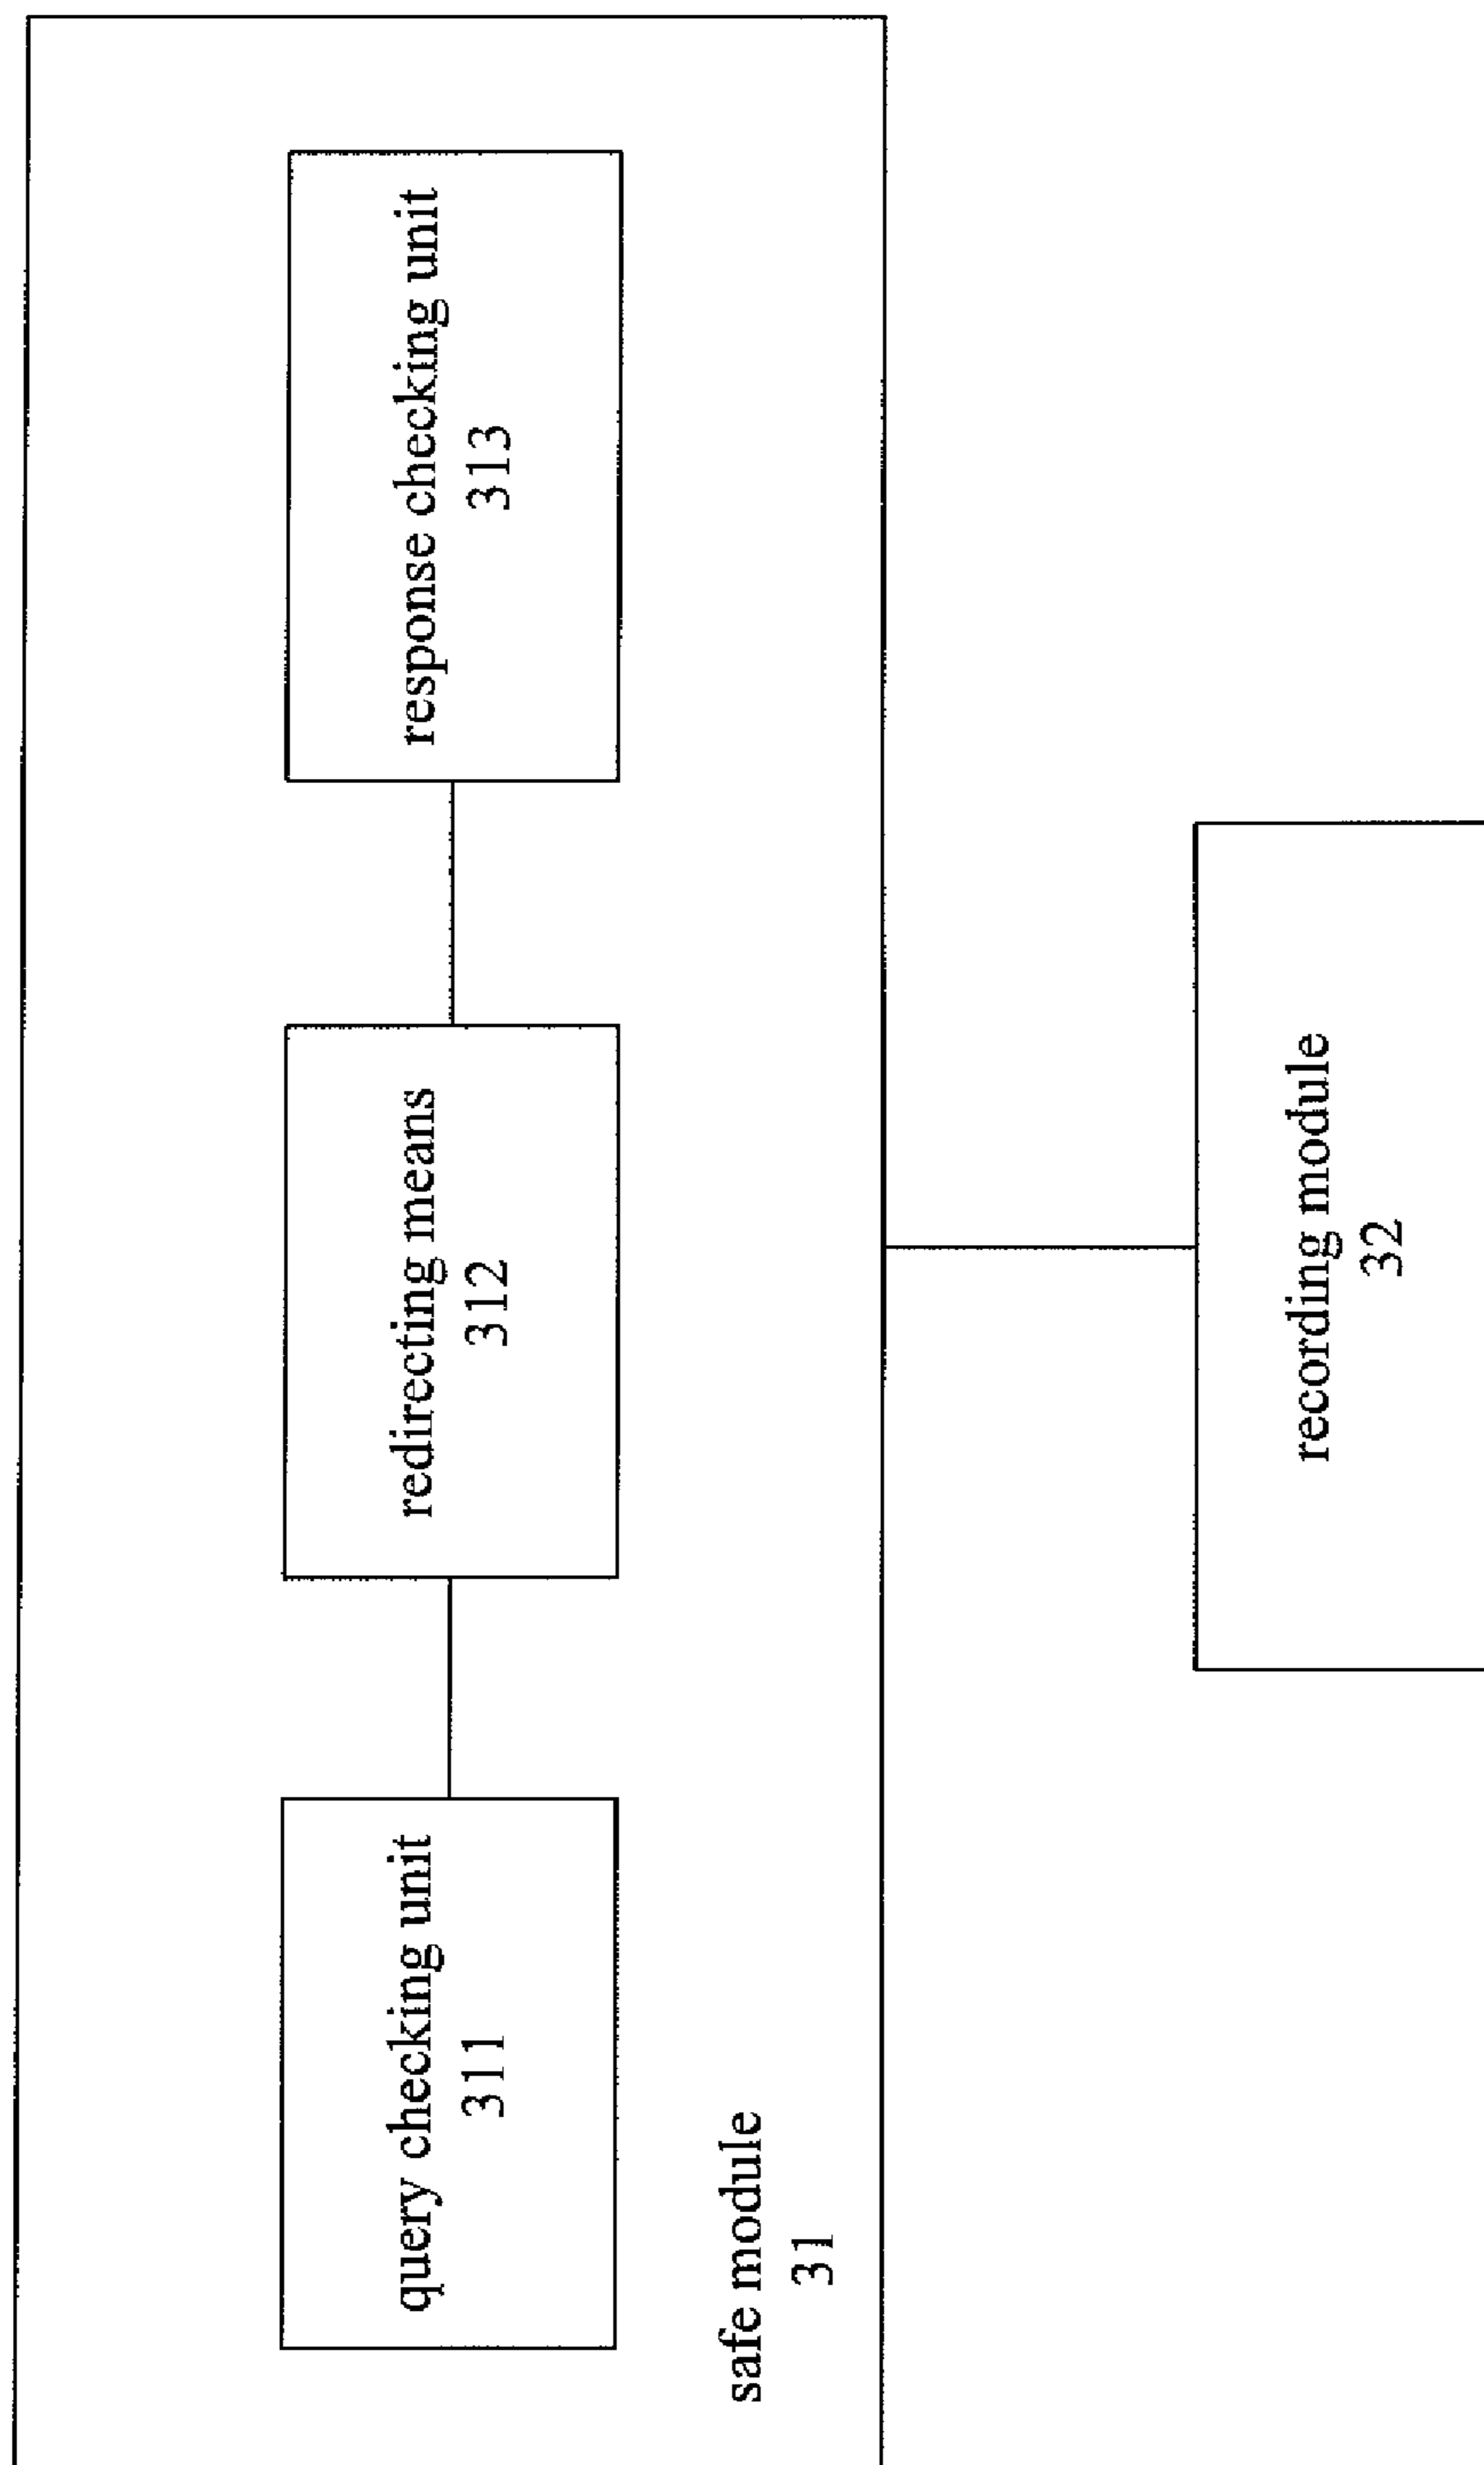 query checking unit
311
redirecting means
312
response checking unit
313
safe module
31
recording module
32